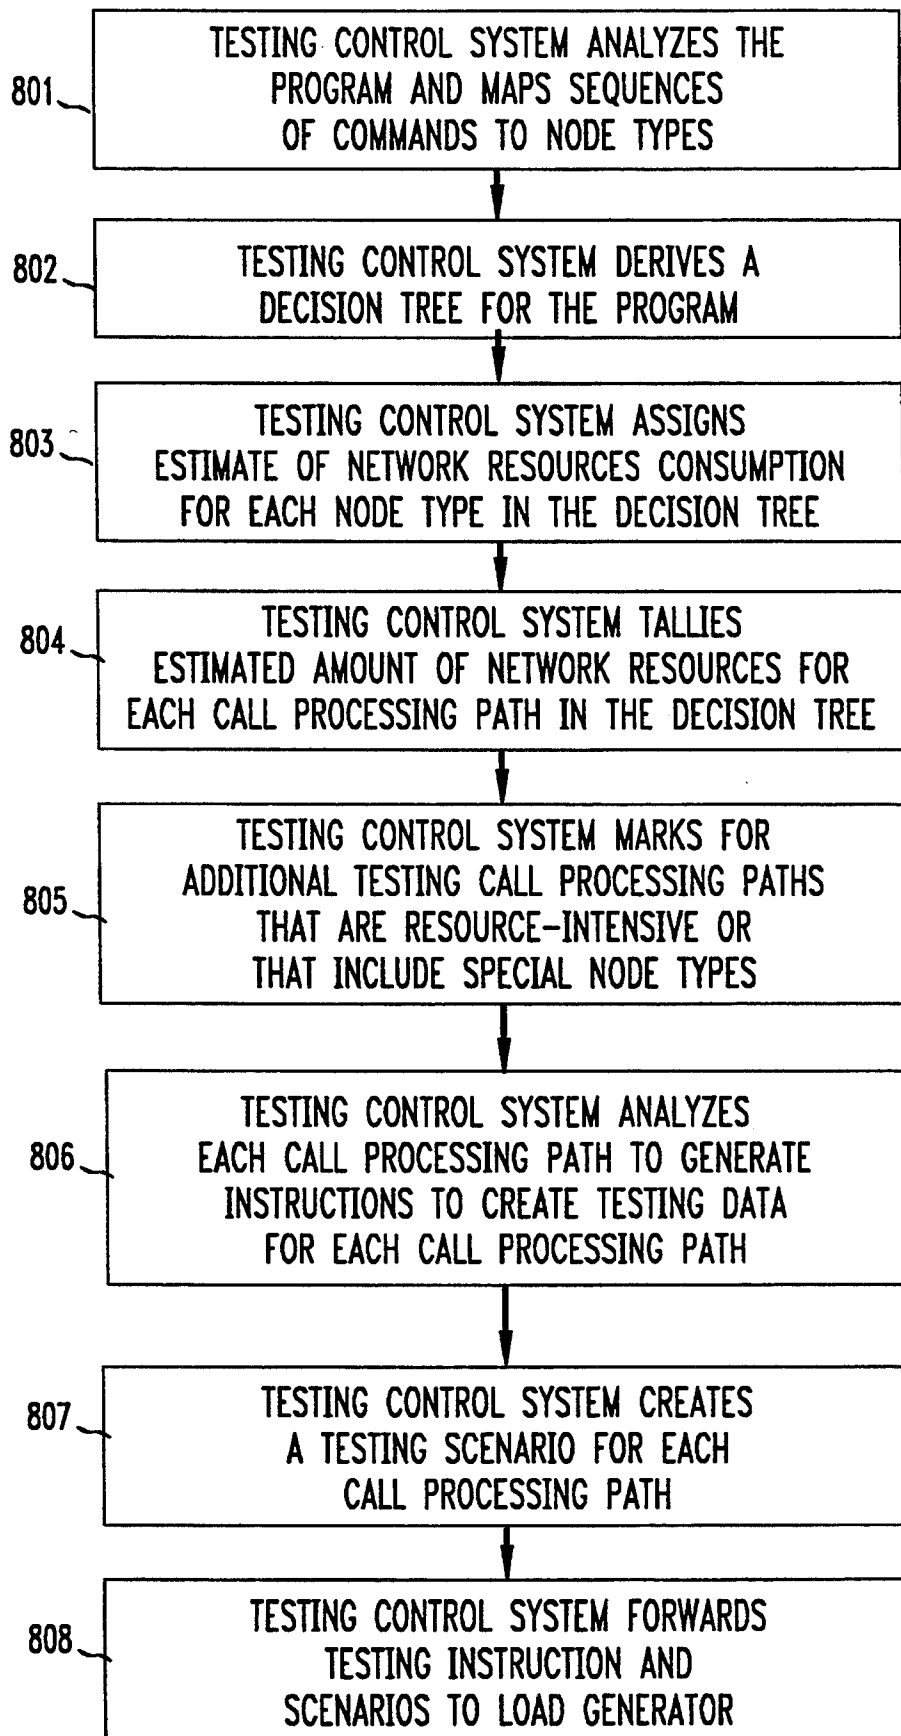 801
TESTING CONTROL SYSTEM ANALYZES THE
PROGRAM AND MAPS SEQUENCES
OF COMMANDS TO NODE TYPES
802
TESTING CONTROL SYSTEM DERIVES A
DECISION TREE FOR THE PROGRAM
803
TESTING CONTROL SYSTEM ASSIGNS
ESTIMATE OF NETWORK RESOURCES CONSUMPTION
FOR EACH NODE TYPE IN THE DECISION TREE
804
TESTING CONTROL SYSTEM TALLIES
ESTIMATED AMOUNT OF NETWORK RESOURCES FOR
EACH CALL PROCESSING PATH IN THE DECISION TREE
805
TESTING CONTROL SYSTEM MARKS FOR
ADDITIONAL TESTING CALL PROCESSING PATHS
THAT ARE RESOURCE-INTENSIVE OR
THAT INCLUDE SPECIAL NODE TYPES
806
TESTING CONTROL SYSTEM ANALYZES
EACH CALL PROCESSING PATH TO GENERATE
INSTRUCTIONS TO CREATE TESTING DATA
FOR EACH CALL PROCESSING PATH
807
TESTING CONTROL SYSTEM CREATES
A TESTING SCENARIO FOR EACH
CALL PROCESSING PATH
808
TESTING CONTROL SYSTEM FORWARDS
TESTING INSTRUCTION AND
SCENARIOS TO LOAD GENERATOR